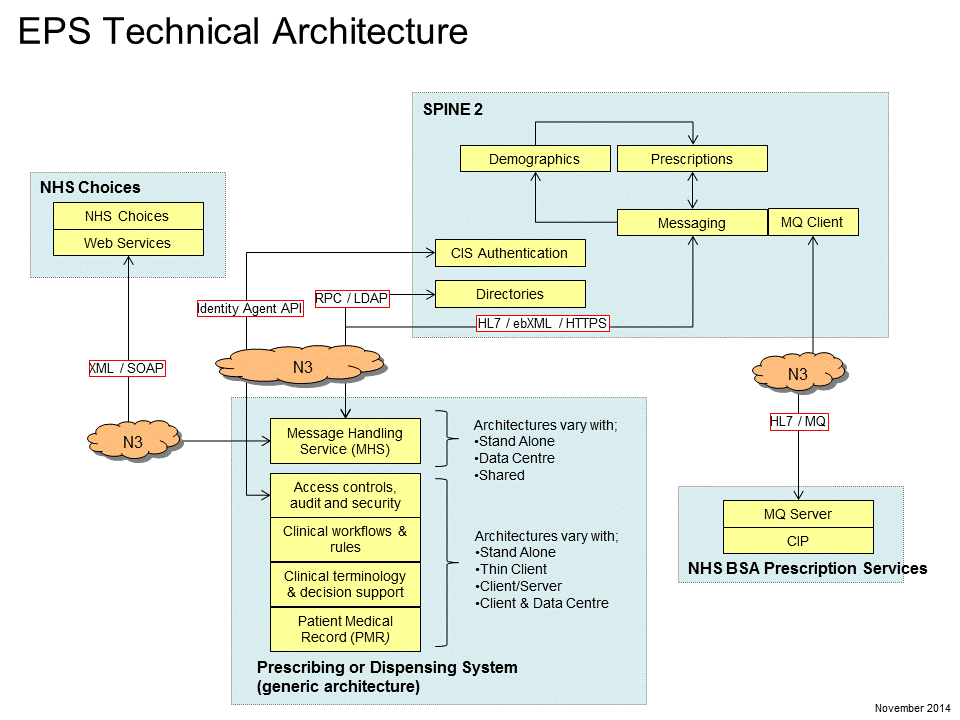 EPS Technical Architecture
SPINE 2
Demographics
Prescriptions
NHS Choices
NHS Choices
Web Services
Messaging
MQ Client
CIS Authentication
Directories
Identity Agent API
RPC / LDAP
HL7 / ebXML / HTTPS
XML / SOAP
N3
N3
N3
HL7 / MQ
Message Handling
Service (MHS)
Architectures vary with;
•Stand Alone
•Data Centre
•Shared
Access controls,
audit and security
Clinical workflows &
rules
Clinical terminology
& decision support
Patient Medical
Record (PMR)
Architectures vary with;
•Stand Alone
•Thin Client
•Client/Server
•Client & Data Centre
MQ Server
CIP
NHS BSA Prescription Services
Prescribing or Dispensing System
(generic architecture)
November 2014